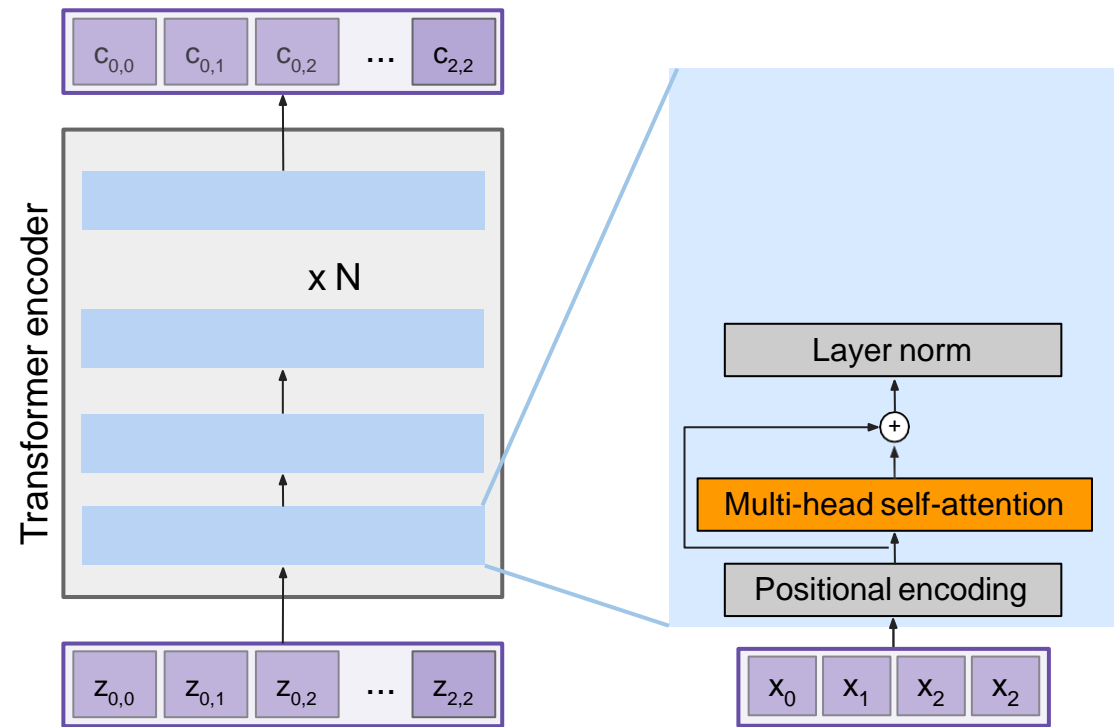 c0,0 c0,1 c0,2 ... c2,2
Transformer encoder
x N
z0,0 z0,1 z0,2 ... z2,2
Layer norm
+
Multi-head self-attention
Positional encoding
x0 x1 x2 x2